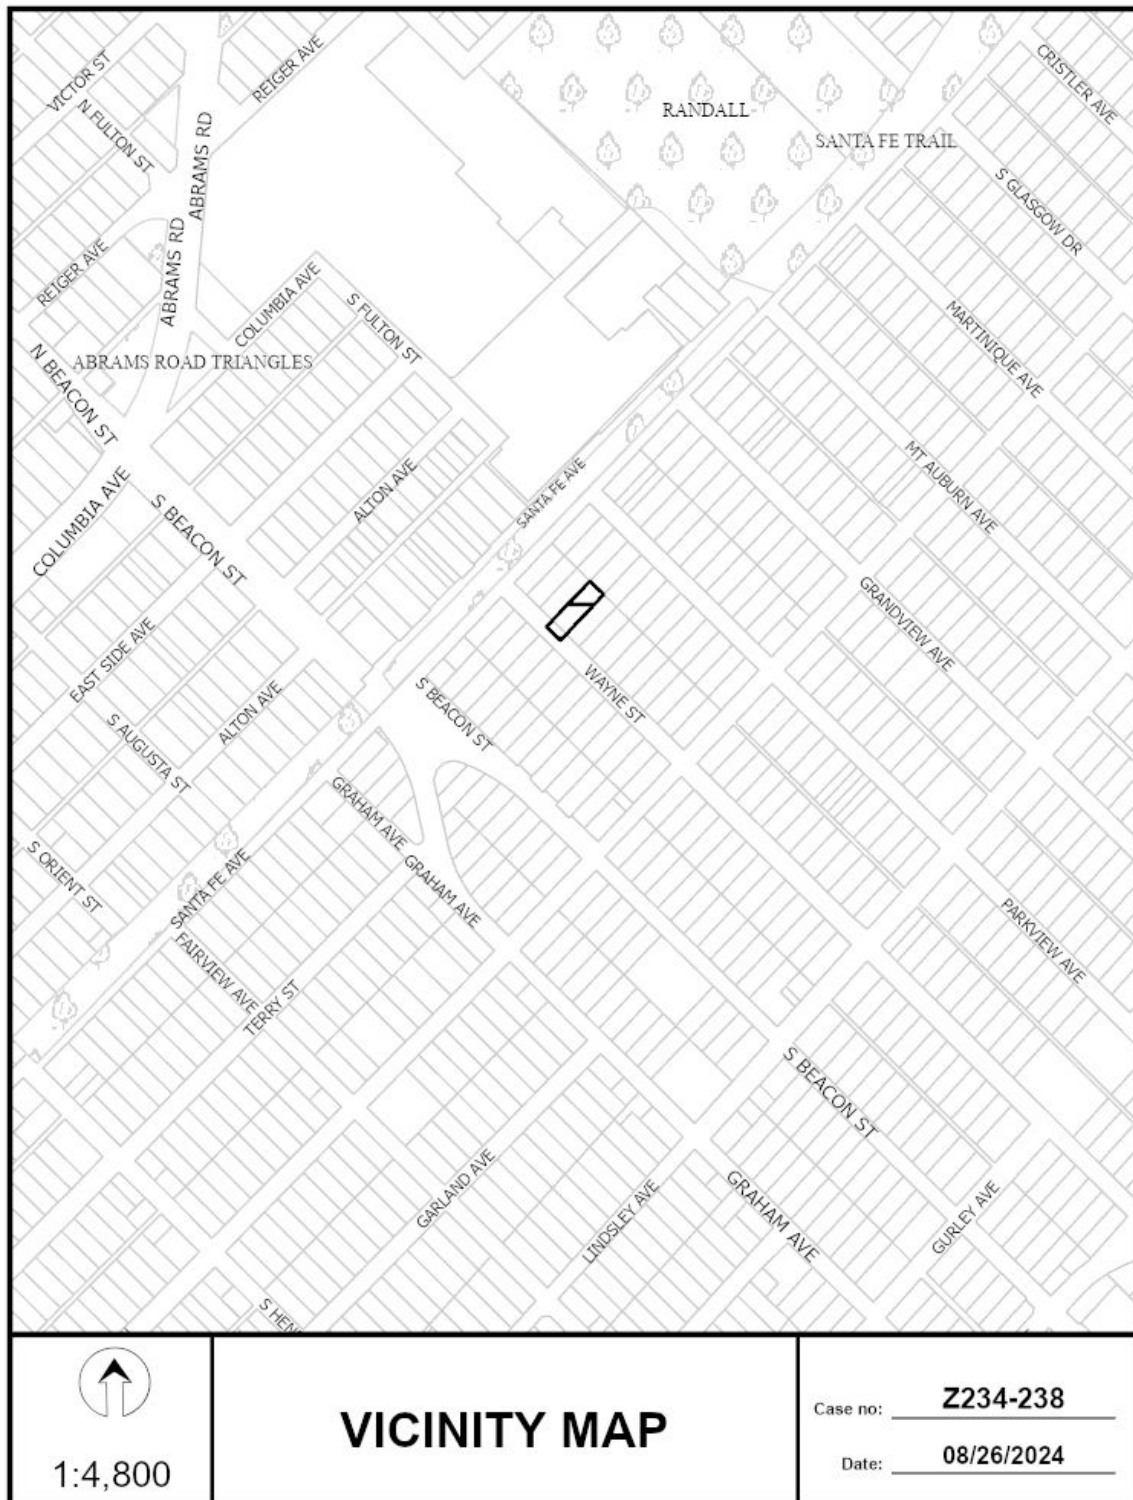 CRISTLER AVE
VICTOR ST
REIGER AVE
N FULTON ST
ABRAMS RD
RANDALL
SANTA FE TRAIL
S GLASGOW DR
ABRAMS RD
REIGER AVE
COLUMBIA AVE
S FULTON ST
MARTINIQUE AVE
N BEACON ST
ABRAMS ROAD TRIANGLES
ALTON AVE
SANTA FE AVE
MT AUBURN AVE
COLUMBIA AVE
S BEACON ST
GRANDVIEW AVE
EAST SIDE AVE
WAYNE ST
S BEACON ST
ALTON AVE
S AUGUSTA ST
GRAHAM AVE
S ORIENT ST
SANTA FE AVE
GRAHAM AVE
PARKVIEW AVE
FAIRVIEW AVE
TERRY ST
S BEACON ST
GARLAND AVE
LINDSLEY AVE
GRAHAM AVE
GURLEY AVE
1:4,800
VICINITY MAP
Case no: Z234-238
Date: 08/26/2024